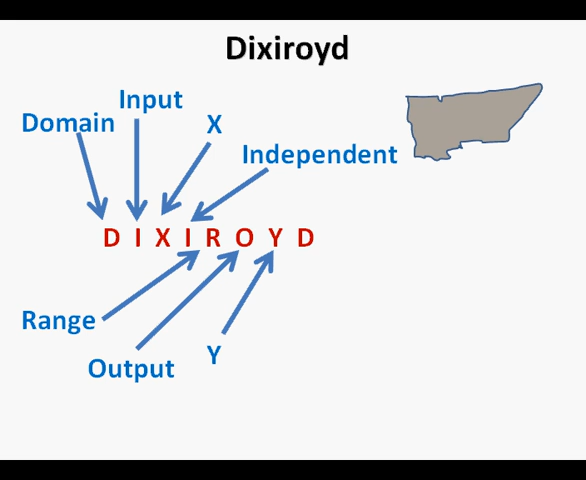 Dixiroyd
Input
Domain
X
Independent
D I X I R O Y D
Range
Y
Output